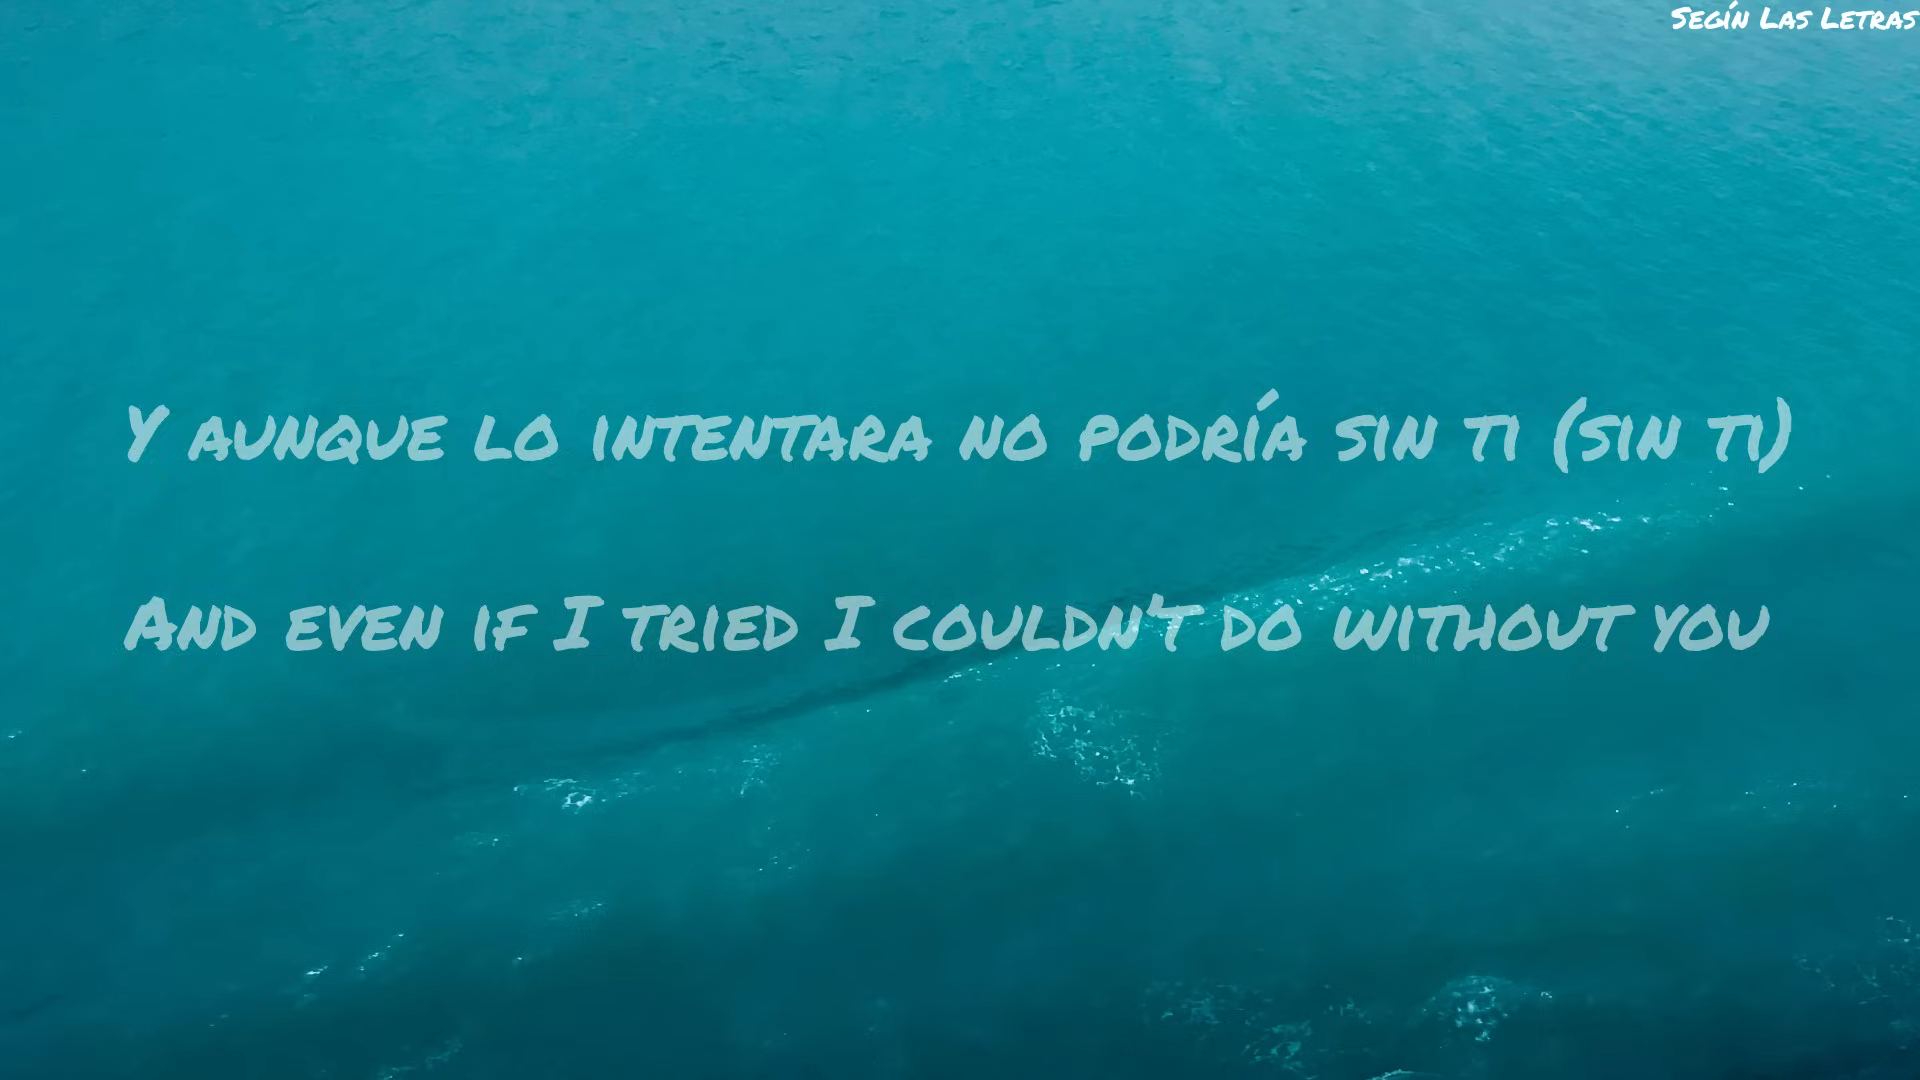 Segín Las Letras
Y aunque lo intentara no podría sin ti (sin ti)
And even if I tried I couldn't do without you